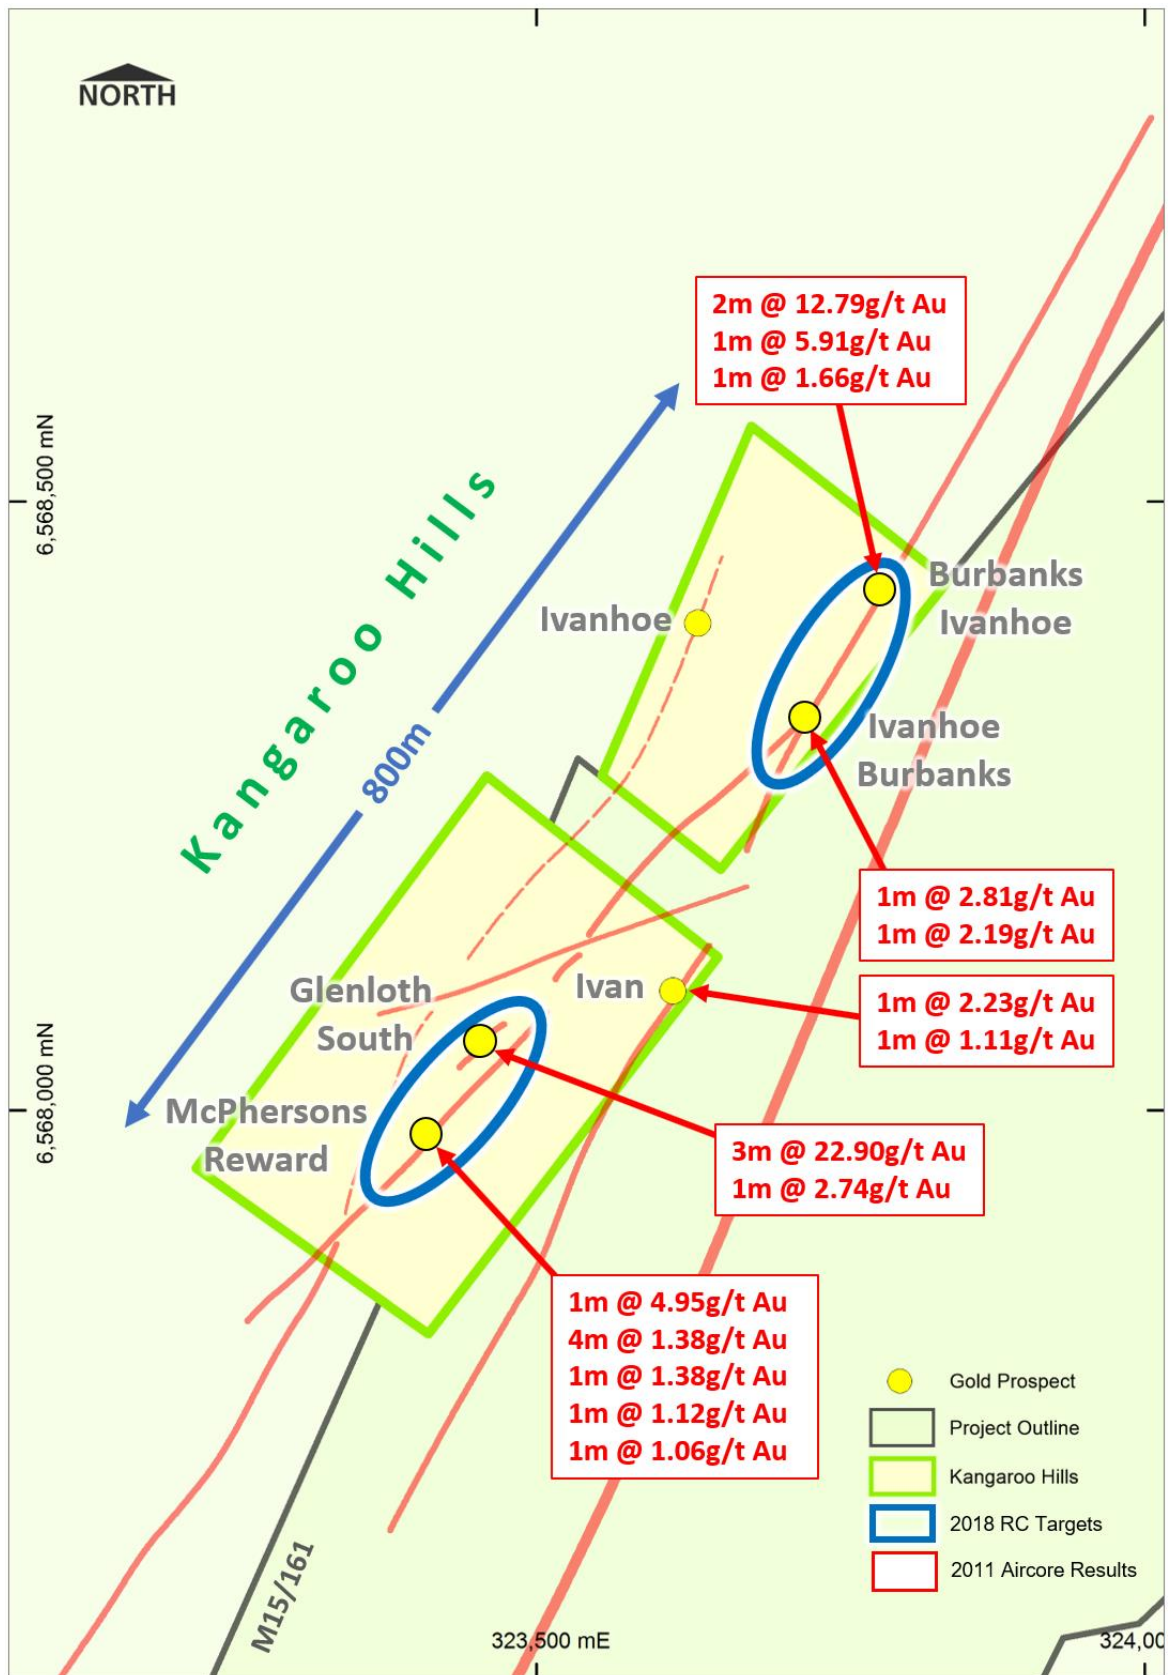 NORTH
2m @ 12.79g/t Au
1m @ 5.91g/t Au
1m @ 1.66g/t Au
6,568,500 mN
Kangaroo Hills
800m
Ivanhoe
Burbanks
Ivanhoe
Ivanhoe
Burbanks
1m @ 2.81g/t Au
1m @ 2.19g/t Au
Ivan
1m @ 2.23g/t Au
1m @ 1.11g/t Au
Glenloth
South
6,568,000 mN
McPhersons
Reward
3m @ 22.90g/t Au
1m @ 2.74g/t Au
1m @ 4.95g/t Au
4m @ 1.38g/t Au
1m @ 1.38g/t Au
1m @ 1.12g/t Au
1m @ 1.06g/t Au
Gold Prospect
Project Outline
Kangaroo Hills
2018 RC Targets
2011 Aircore Results
M15/161
323,500 mE
324,00